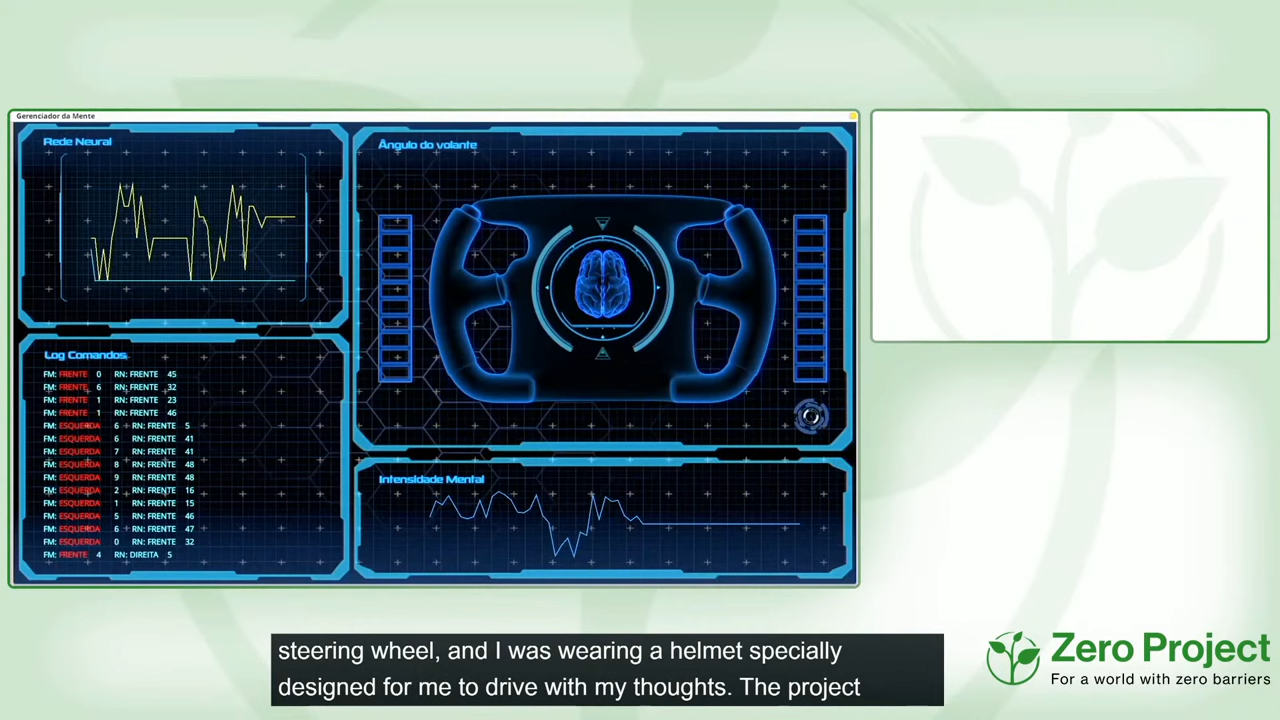 Gerenciador da Mente
Rede Neural
Ângulo do volante
Log Comandos
FM: FRENTE 0 RN: FRENTE 45
FM: FRENTE 6 RN: FRENTE 32
FM: FRENTE 1 RN: FRENTE 23
FM: FRENTE 1 RN: FRENTE 46
FM: ESQUERDA 6 RN: FRENTE 5
FM: ESQUERDA 6 RN: FRENTE 41
FM: ESQUERDA 7 RN: FRENTE 41
FM: ESQUERDA 8 RN: FRENTE 48
FM: ESQUERDA 9 RN: FRENTE 48
FM: ESQUERDA 2 RN: FRENTE 16
FM: ESQUERDA 1 RN: FRENTE 15
FM: ESQUERDA 5 RN: FRENTE 46
FM: ESQUERDA 6 RN: FRENTE 47
FM: ESQUERDA 0 RN: FRENTE 32
FM: FRENTE 4 RN: DIREITA 5
Intensidade Mental
steering wheel, and I was wearing a helmet specially
designed for me to drive with my thoughts. The project
Zero Project
For a world with zero barriers